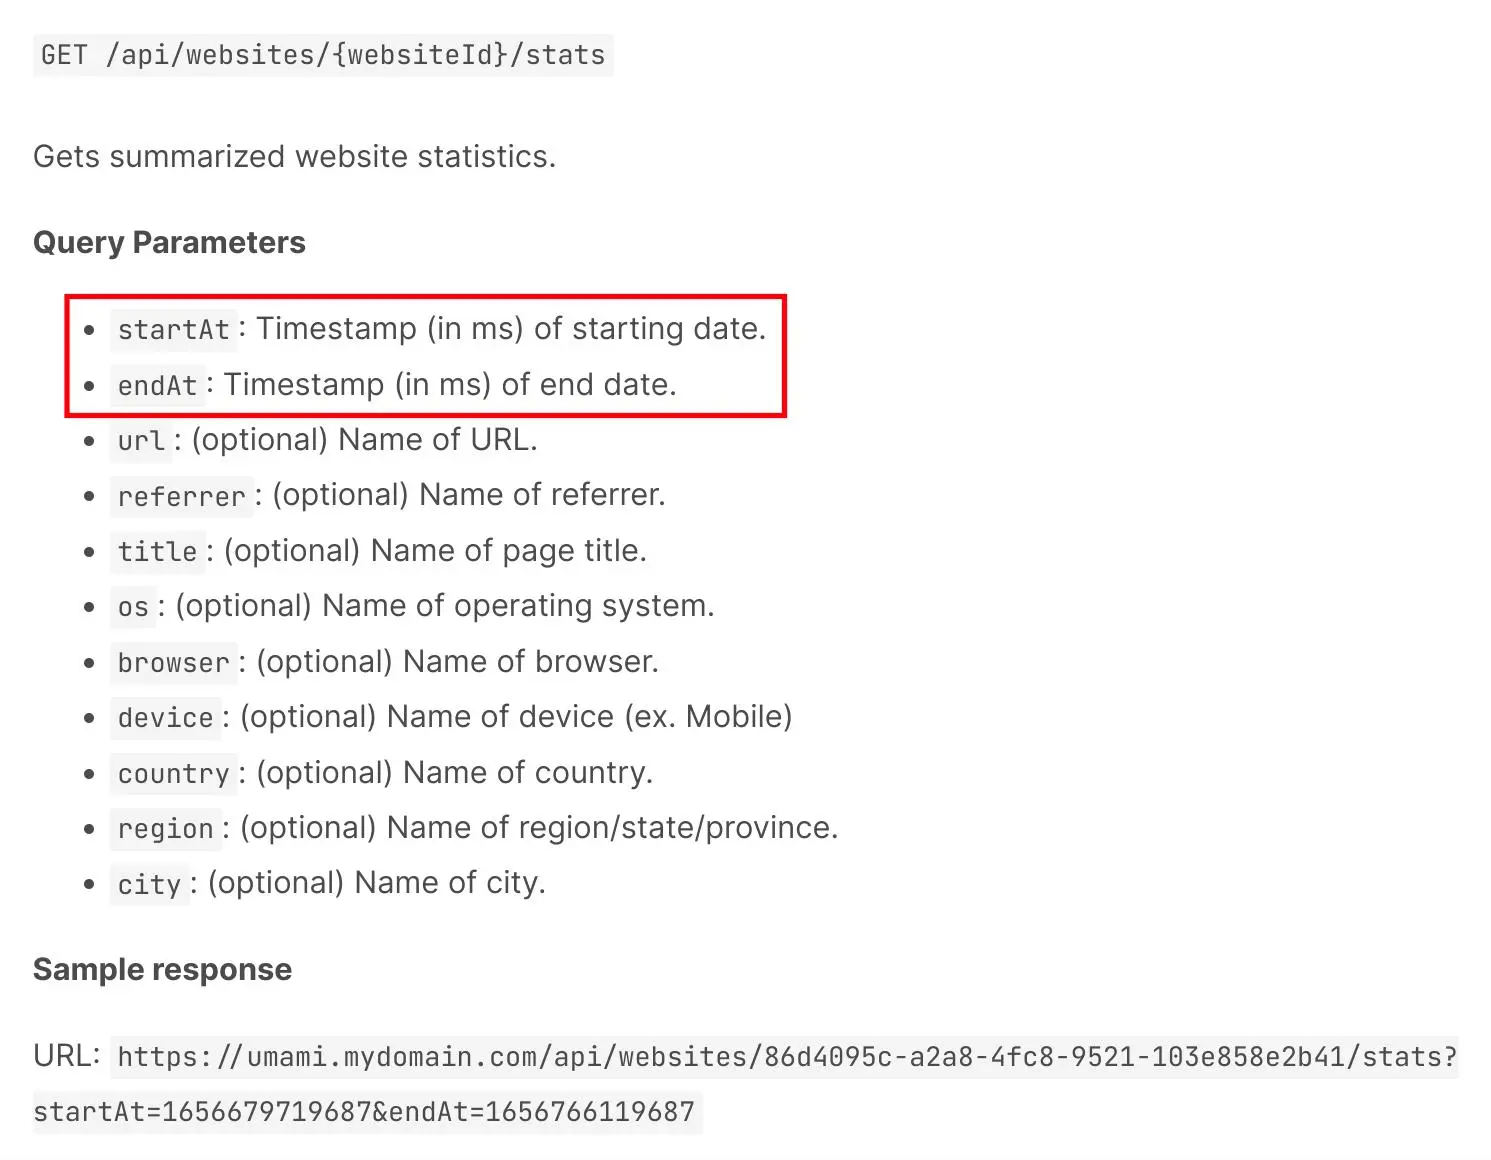 GET /api/websites/{websiteId}/stats
Gets summarized website statistics.
Query Parameters
• startAt: Timestamp (in ms) of starting date.
• endAt: Timestamp (in ms) of end date.
• url: (optional) Name of URL.
• referrer: (optional) Name of referrer.
• title: (optional) Name of page title.
• os: (optional) Name of operating system.
• browser: (optional) Name of browser.
• device: (optional) Name of device (ex. Mobile)
• country: (optional) Name of country.
• region: (optional) Name of region/state/province.
• city: (optional) Name of city.
Sample response
URL: https://umami.mydomain.com/api/websites/86d4095c-a2a8-4fc8-9521-103e858e2b41/stats?
startAt=1656679719687&endAt=1656766119687